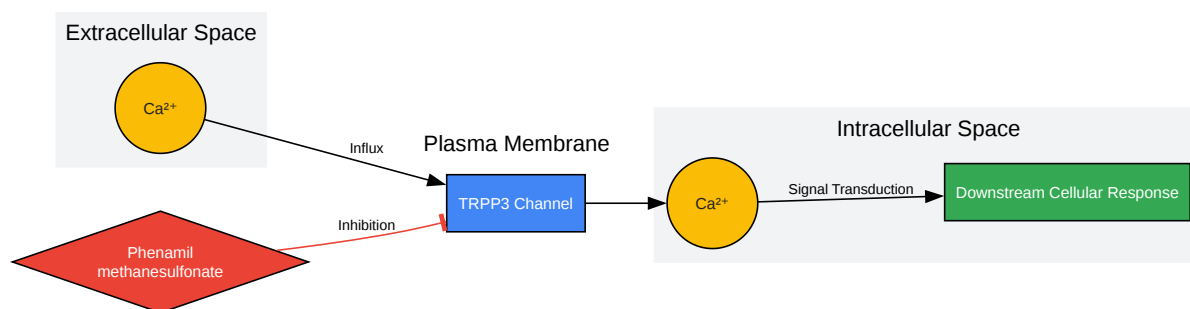 Extracellular Space
Ca²⁺
Influx
Plasma Membrane
TRPP3 Channel
Inhibition
Phenamil
methanesulfonate
Intracellular Space
Ca²⁺
Signal Transduction
Downstream Cellular Response